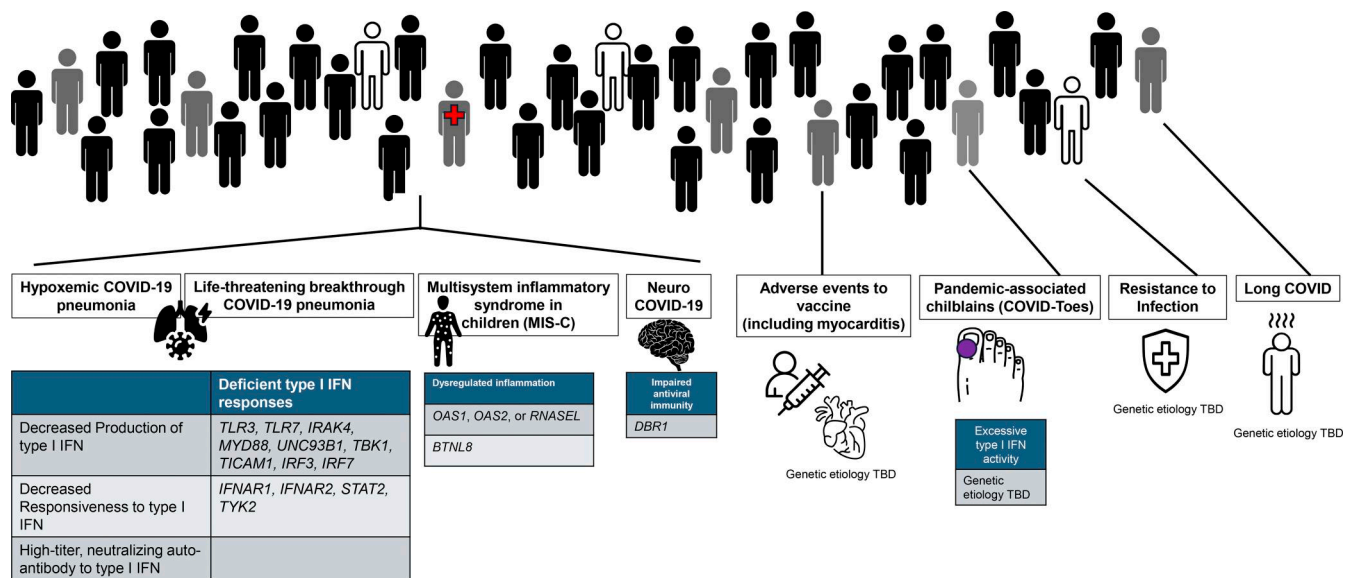 Hypoxemic COVID-19
pneumonia
Life-threatening breakthrough
COVID-19 pneumonia
Multisystem inflammatory
syndrome in
children (MIS-C)
Neuro
COVID-19
Adverse events to
vaccine
(including myocarditis)
Pandemic-associated
chilblains (COVID-Toes)
Resistance to
Infection
Long COVID
Deficient type I IFN
responses
Decreased Production of
type I IFN
TLR3, TLR7, IRAK4,
MYD88, UNC93B1, TBK1,
TICAM1, IRF3, IRF7
Decreased
Responsiveness to type I
IFN
IFNAR1, IFNAR2, STAT2,
TYK2
High-titer, neutralizing auto-
antibody to type I IFN
Dysregulated inflammation
OAS1, OAS2, or RNASEL
BTNL8
Impaired
antiviral
immunity
DBR1
Genetic etiology TBD
Excessive
type I IFN
activity
Genetic
etiology TBD
Genetic etiology TBD
Genetic etiology TBD